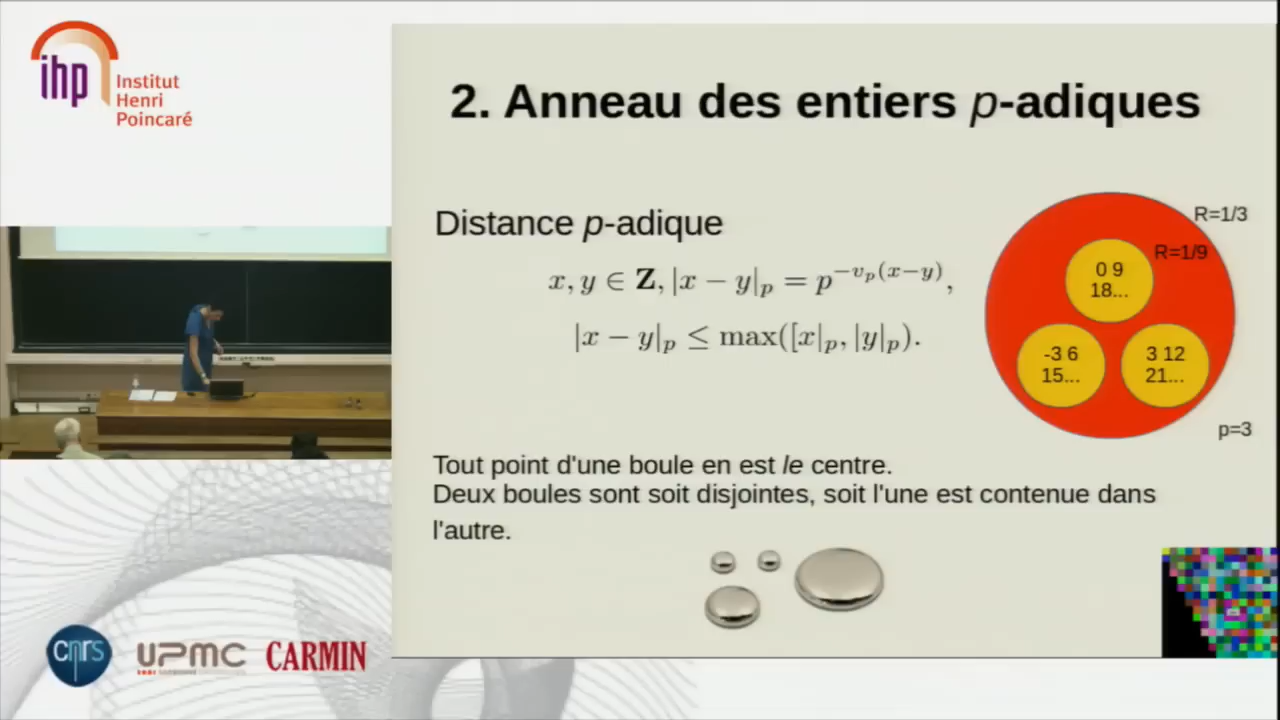 ihp
Institut
Henri
Poincaré
2. Anneau des entiers p-adiques
Distance p-adique
x, y ∈ Z, |x − y|_p = p^{−v_p(x−y)},
|x − y|_p ≤ max([x|_p, |y|_p).
R=1/3
R=1/9
0 9
18...
-3 6
15...
3 12
21...
p=3
Tout point d'une boule en est le centre.
Deux boules sont soit disjointes, soit l'une est contenue dans
l'autre.
cnrs
UPMC
CARMIN